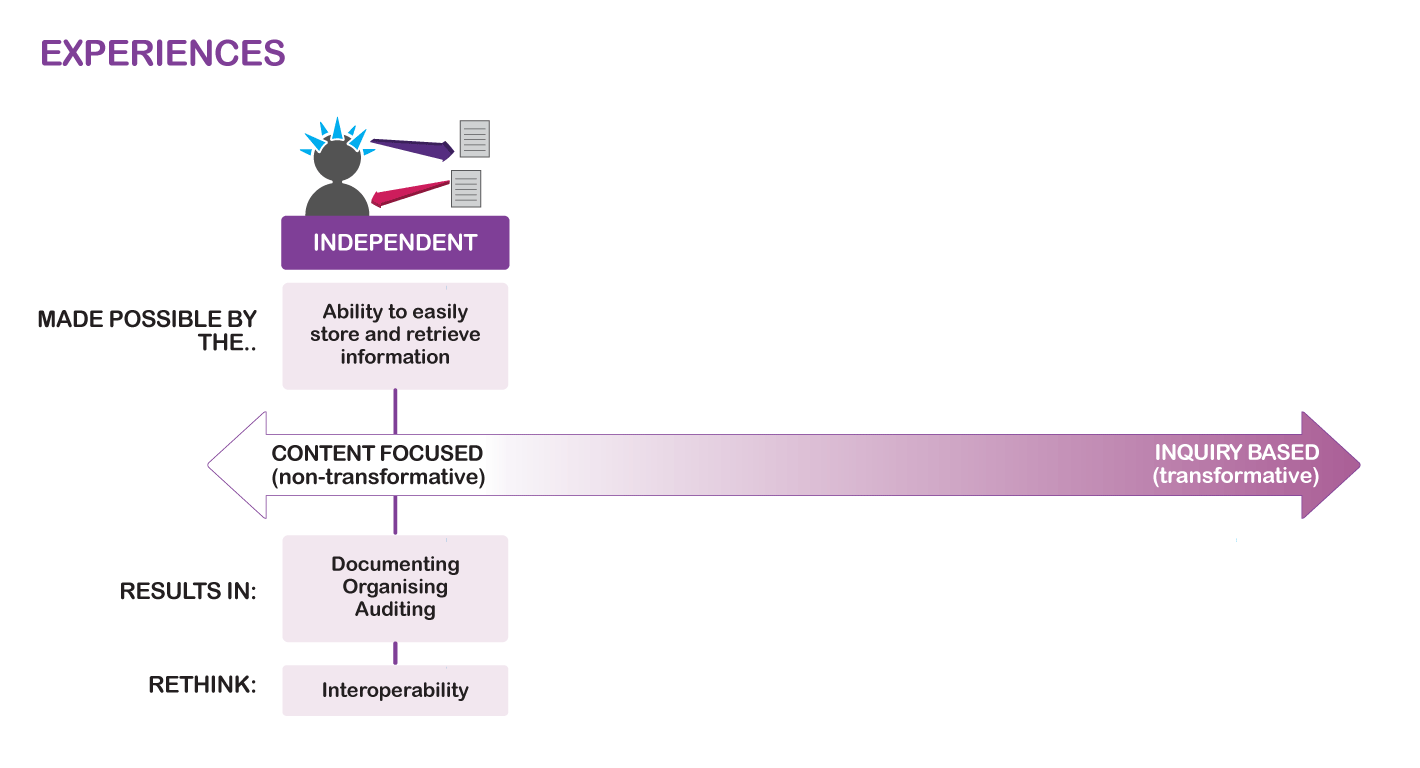 EXPERIENCES
INDEPENDENT
MADE POSSIBLE BY
THE..
Ability to easily
store and retrieve
information
CONTENT FOCUSED
(non-transformative)
INQUIRY BASED
(transformative)
RESULTS IN:
Documenting
Organising
Auditing
RETHINK:
Interoperability